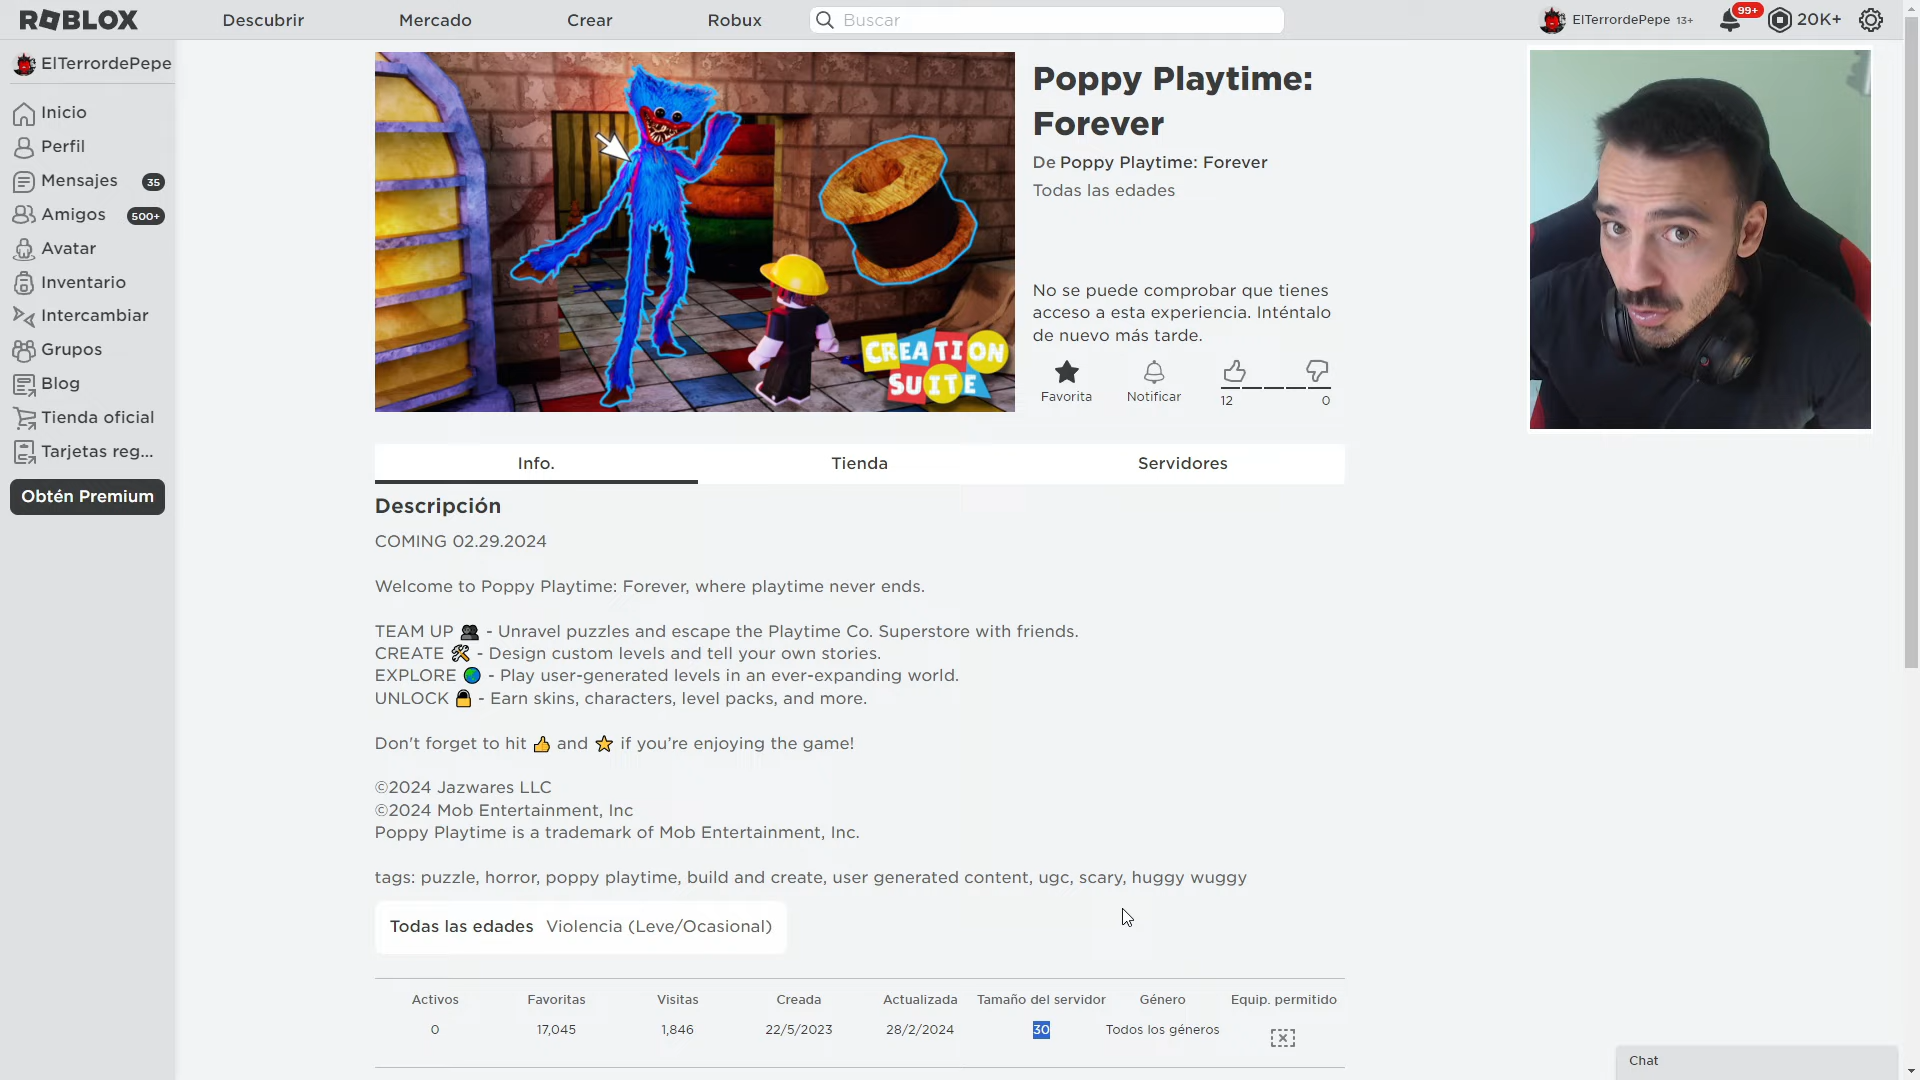 ROBLOX
Descubrir
Mercado
Crear
Robux
Buscar
ElTerrordePepe 13+
99+
20K+
ElTerrordePepe
Inicio
Perfil
Mensajes 35
Amigos 500+
Avatar
Inventario
Intercambiar
Grupos
Blog
Tienda oficial
Tarjetas reg...
Obtén Premium
CREATION
SUITE
Poppy Playtime:
Forever
De Poppy Playtime: Forever
Todas las edades
No se puede comprobar que tienes
acceso a esta experiencia. Inténtalo
de nuevo más tarde.
Favorita
Notificar
12
0
Info.
Tienda
Servidores
Descripción
COMING 02.29.2024
Welcome to Poppy Playtime: Forever, where playtime never ends.
TEAM UP 👥 - Unravel puzzles and escape the Playtime Co. Superstore with friends.
CREATE 🛠 - Design custom levels and tell your own stories.
EXPLORE 🌎 - Play user-generated levels in an ever-expanding world.
UNLOCK 🔒 - Earn skins, characters, level packs, and more.
Don't forget to hit 👍 and ⭐ if you’re enjoying the game!
©2024 Jazwares LLC
©2024 Mob Entertainment, Inc
Poppy Playtime is a trademark of Mob Entertainment, Inc.
tags: puzzle, horror, poppy playtime, build and create, user generated content, ugc, scary, huggy wuggy
Todas las edades Violencia (Leve/Ocasional)
Activos Favoritas Visitas Creada Actualizada Tamaño del servidor Género Equip. permitido
0 17,045 1,846 22/5/2023 28/2/2024 30 Todos los géneros
Chat